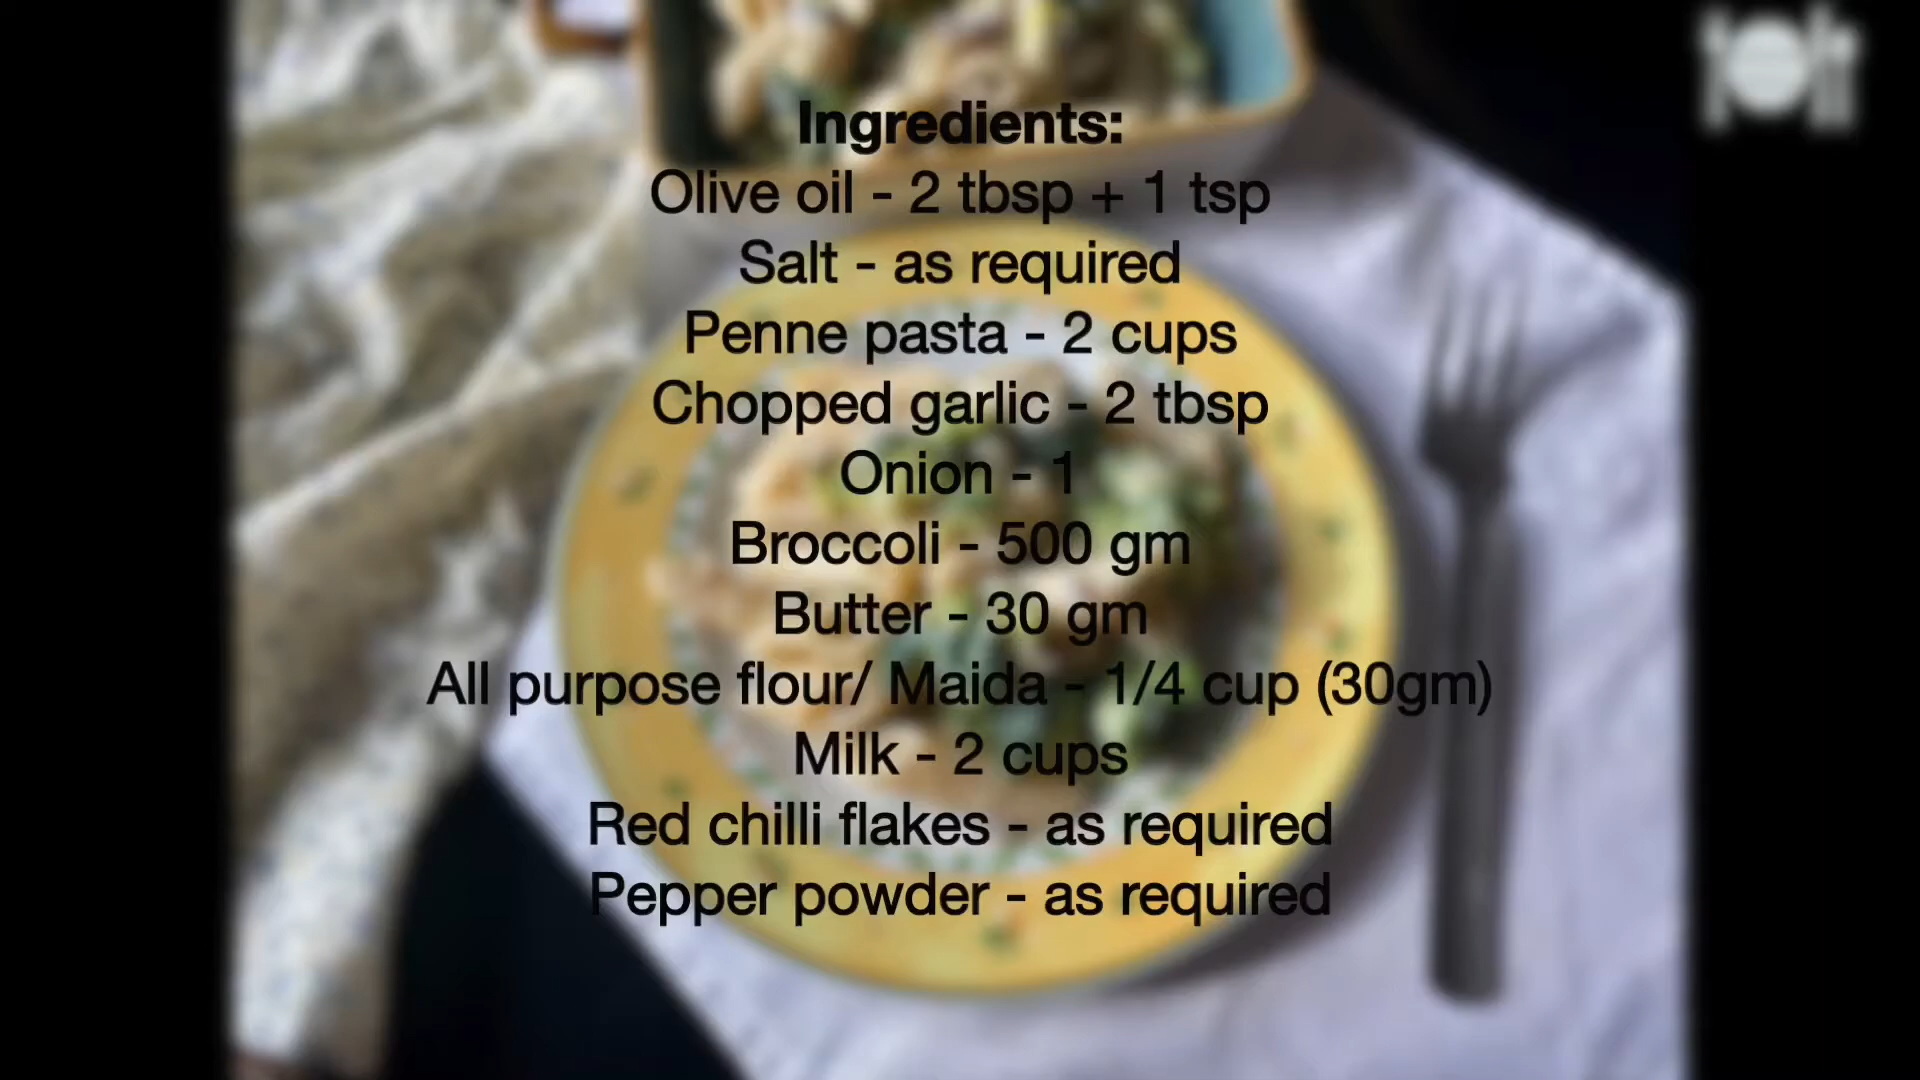 Ingredients:
Olive oil - 2 tbsp + 1 tsp
Salt - as required
Penne pasta - 2 cups
Chopped garlic - 2 tbsp
Onion - 1
Broccoli - 500 gm
Butter - 30 gm
All purpose flour/ Maida - 1/4 cup (30gm)
Milk - 2 cups
Red chilli flakes - as required
Pepper powder - as required